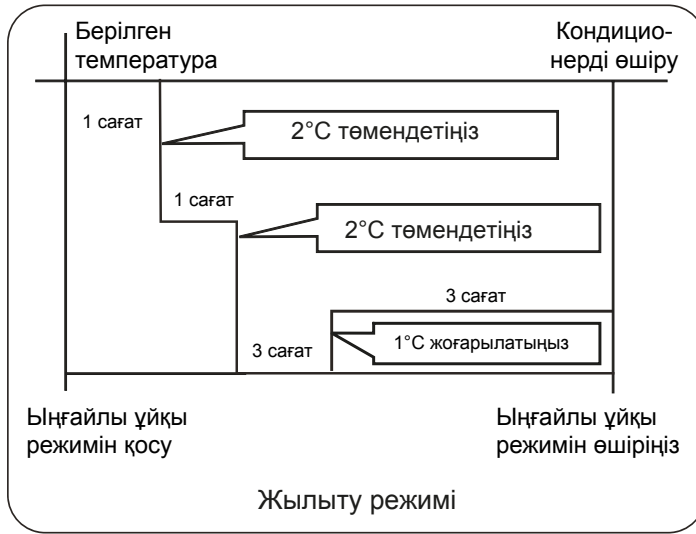 Берілген
температура
Кондицио-
нерді өшіру
1 сағат
2°C төмендетіңіз
1 сағат
2°C төмендетіңіз
3 сағат
3 сағат
1°C жоғарылатыңыз
Ыңғайлы ұйқы
режимін қосу
Ыңғайлы ұйқы
режимін өшіріңіз
Жылыту режимі